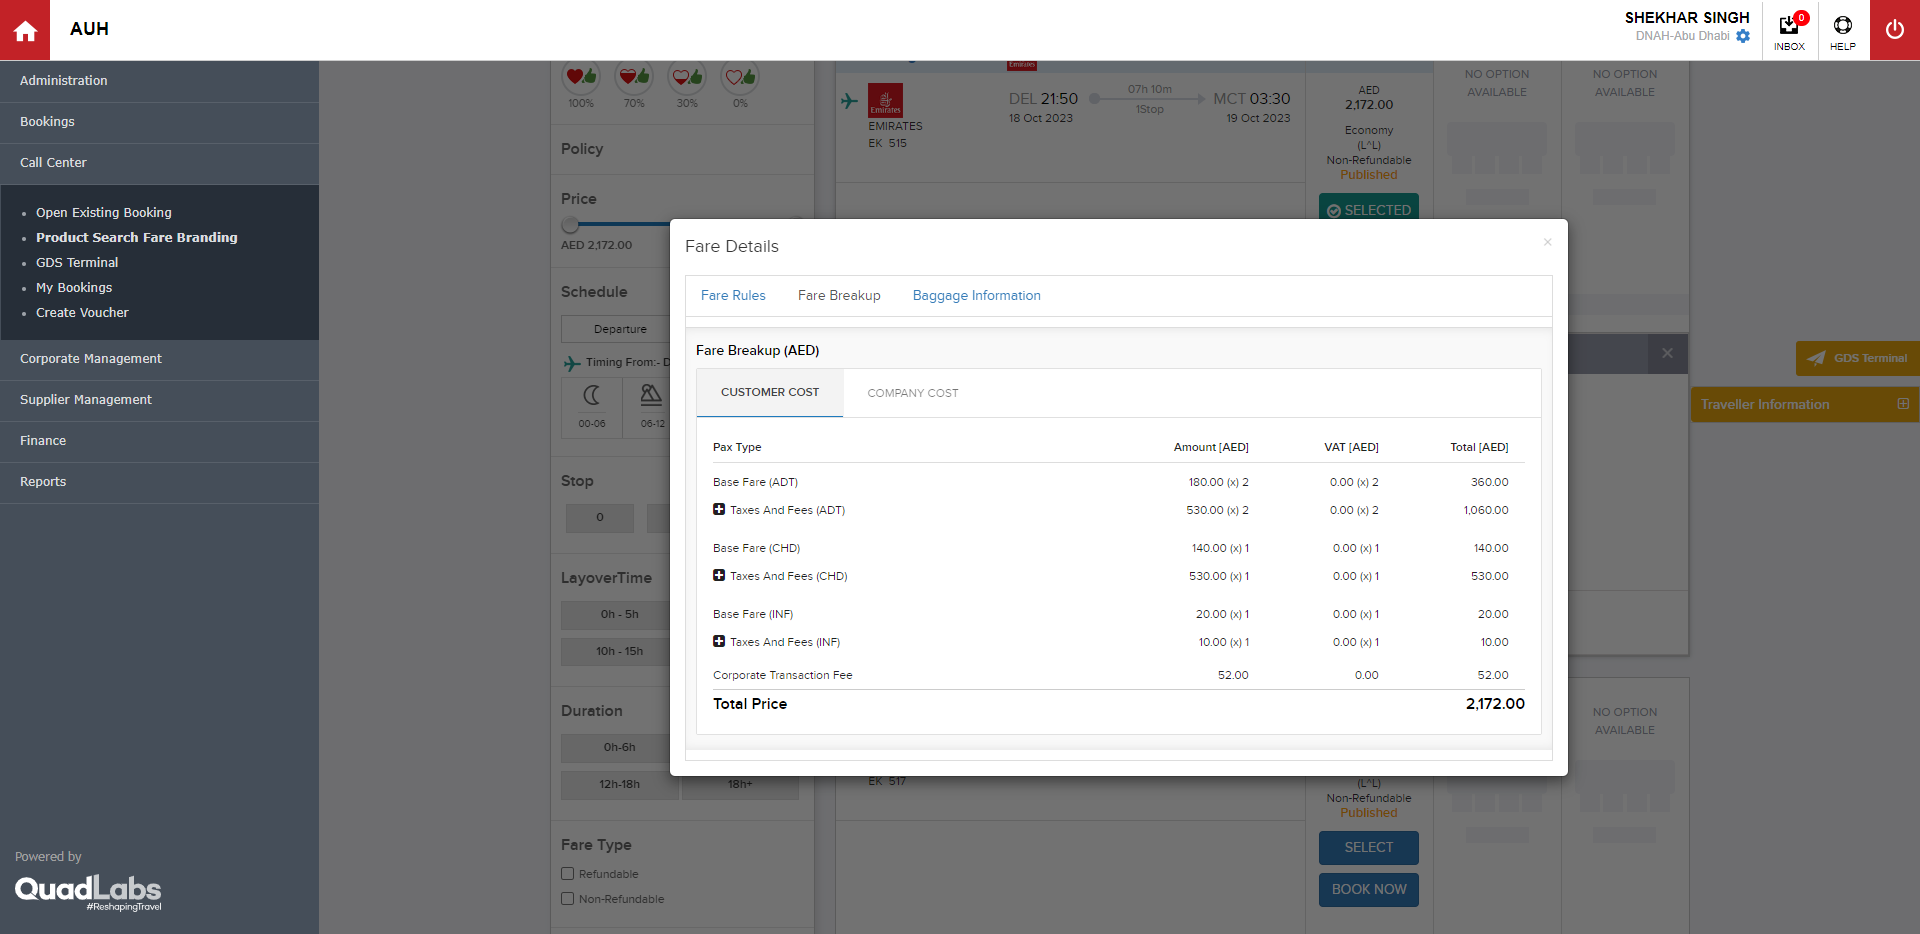 AUH
SHEKHAR SINGH
DNAH-Abu Dhabi
0
INBOX
HELP
Administration
Bookings
Call Center
Open Existing Booking
Product Search Fare Branding
GDS Terminal
My Bookings
Create Voucher
Corporate Management
Supplier Management
Finance
Reports
Powered by
QuadLabs
#ReshapingTravel
100%
70%
30%
0%
Policy
Price
AED 2,172.00
Schedule
Departure
Timing From:- D
00-06
06-12
Stop
0
LayoverTime
0h - 5h
10h - 15h
Duration
0h-6h
12h-18h
18h+
Fare Type
Refundable
Non-Refundable
Emirates
EMIRATES
EK 515
DEL 21:50
18 Oct 2023
07h 10m
1Stop
MCT 03:30
19 Oct 2023
AED
2,172.00
Economy
(L^L)
Non-Refundable
Published
SELECTED
NO OPTION
AVAILABLE
NO OPTION
AVAILABLE
Fare Details
×
Fare Rules
Fare Breakup
Baggage Information
Fare Breakup (AED)
CUSTOMER COST
COMPANY COST
Pax Type Amount [AED] VAT [AED] Total [AED]
Base Fare (ADT) 180.00 (x) 2 0.00 (x) 2 360.00
Taxes And Fees (ADT) 530.00 (x) 2 0.00 (x) 2 1,060.00
Base Fare (CHD) 140.00 (x) 1 0.00 (x) 1 140.00
Taxes And Fees (CHD) 530.00 (x) 1 0.00 (x) 1 530.00
Base Fare (INF) 20.00 (x) 1 0.00 (x) 1 20.00
Taxes And Fees (INF) 10.00 (x) 1 0.00 (x) 1 10.00
Corporate Transaction Fee 52.00 0.00 52.00
Total Price 2,172.00
GDS Terminal
Traveller Information
EK 517
(L^L)
Non-Refundable
Published
SELECT
BOOK NOW
NO OPTION
AVAILABLE